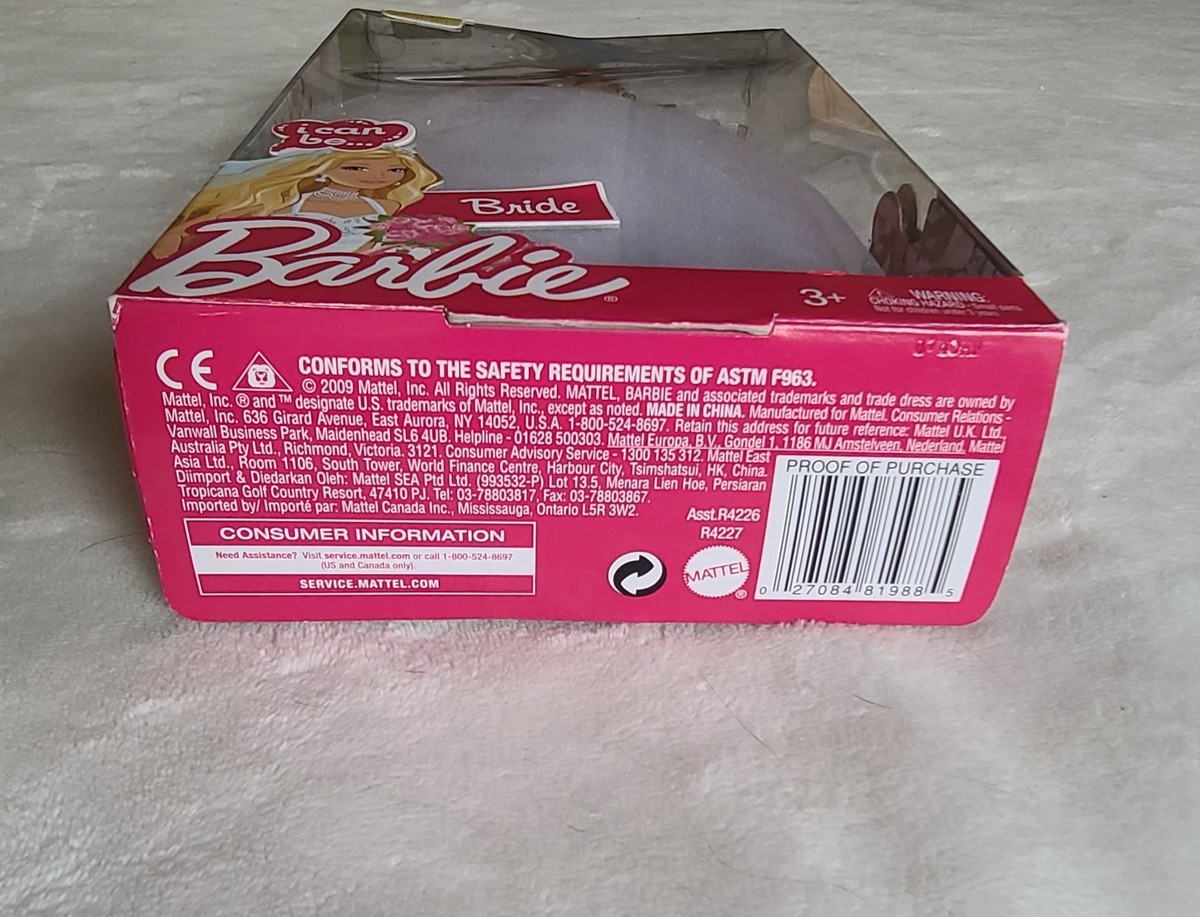 i can
be...
Bride
Barbie®
3+
WARNING:
CHOKING HAZARD - Small parts
Not for children under 3 years
CE
CONFORMS TO THE SAFETY REQUIREMENTS OF ASTM F963.
© 2009 Mattel, Inc. All Rights Reserved. MATTEL, BARBIE and associated trademarks and trade dress are owned by
Mattel, Inc. ® and ™ designate U.S. trademarks of Mattel, Inc., except as noted. MADE IN CHINA. Manufactured for Mattel. Consumer Relations -
Mattel, Inc. 636 Girard Avenue, East Aurora, NY 14052, U.S.A. 1-800-524-8697. Retain this address for future reference: Mattel U.K. Ltd.,
Vanwall Business Park, Maidenhead SL6 4UB. Helpline - 01628 500303. Mattel Europa, B.V., Gondel 1, 1186 MJ Amstelveen, Nederland. Mattel
Australia Pty Ltd., Richmond, Victoria. 3121. Consumer Advisory Service - 1300 135 312. Mattel East
Asia Ltd., Room 1106, South Tower, World Finance Centre, Harbour City, Tsimshatsui, HK, China.
Diimport & Diedarkan Oleh: Mattel SEA Ptd Ltd. (993532-P) Lot 13.5, Menara Lien Hoe, Persiaran
Tropicana Golf Country Resort, 47410 PJ. Tel: 03-78803817, Fax: 03-78803867.
Imported by/ Importé par: Mattel Canada Inc., Mississauga, Ontario L5R 3W2.
Asst.R4226
R4227
PROOF OF PURCHASE
0 27084 81988 5
CONSUMER INFORMATION
Need Assistance? Visit service.mattel.com or call 1-800-524-8697
(US and Canada only).
SERVICE.MATTEL.COM
MATTEL®